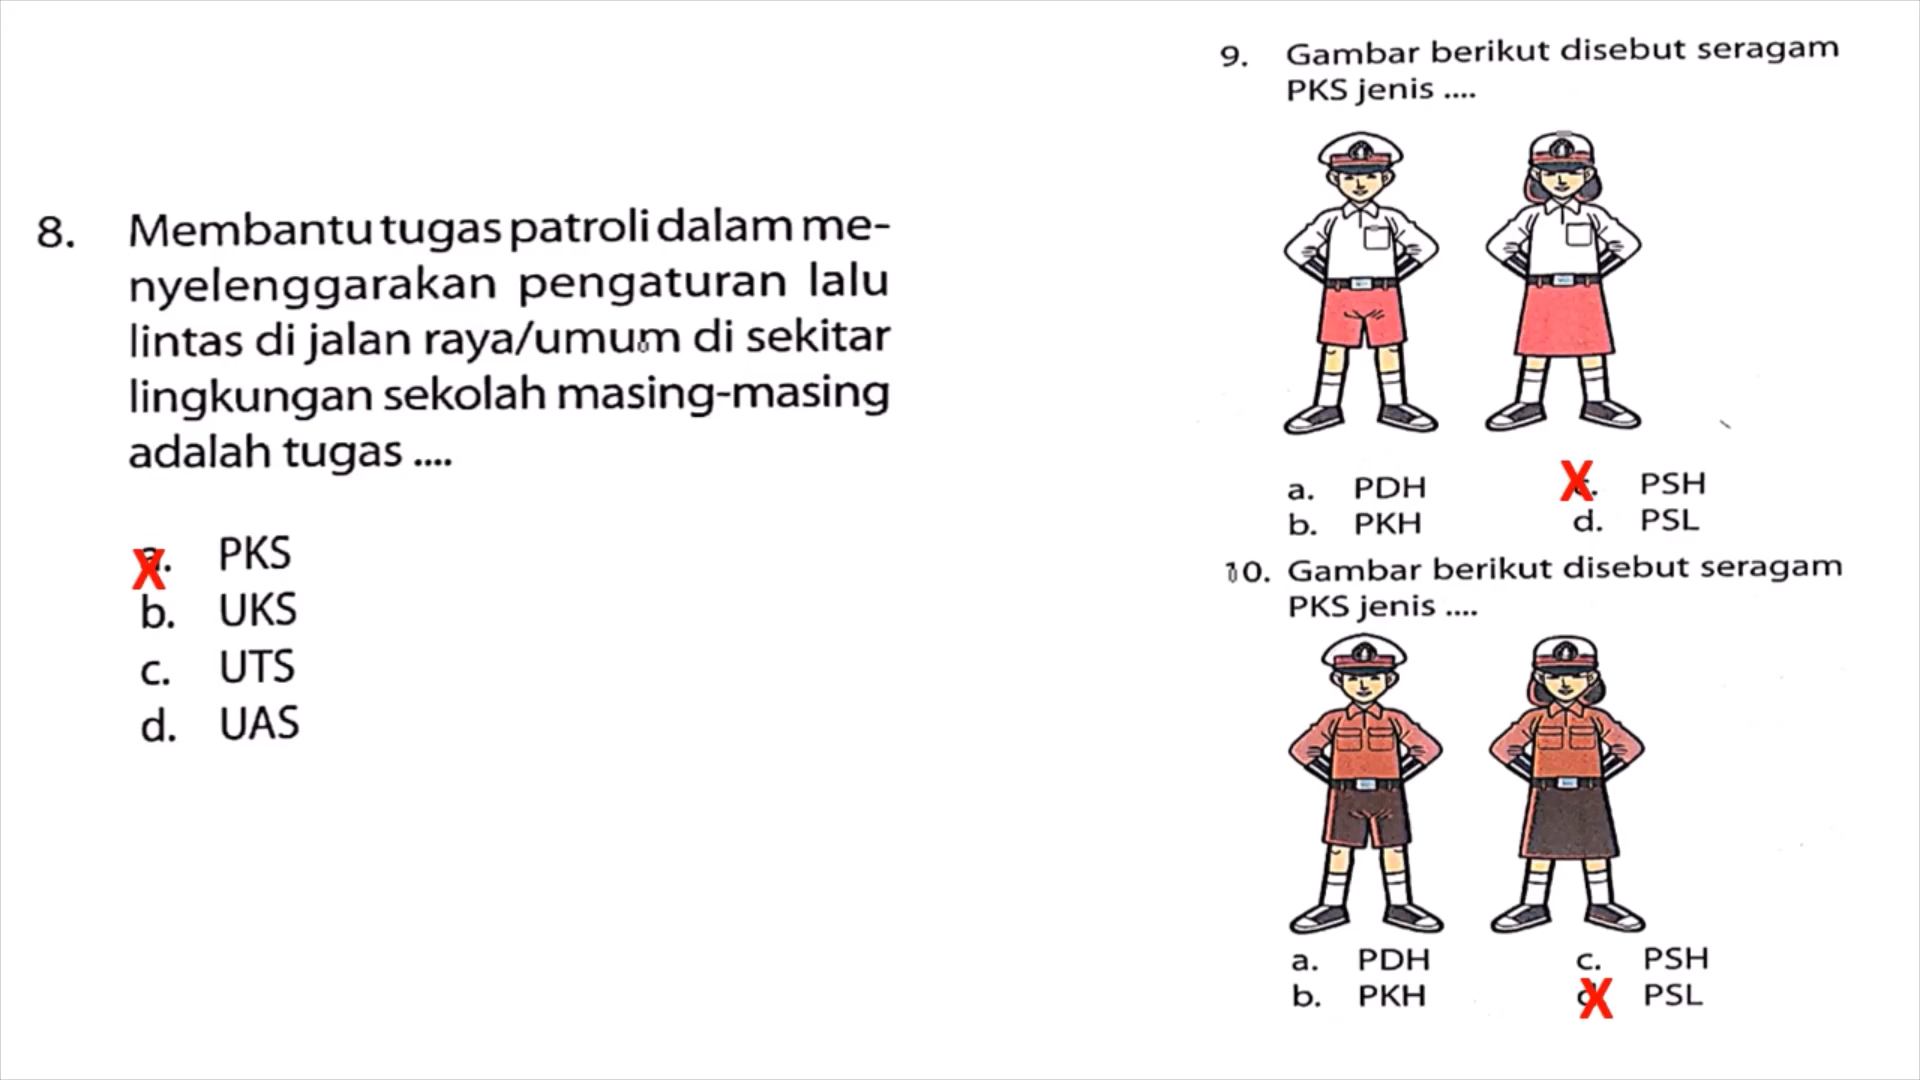 8. Membantu tugas patroli dalam me-
nyelenggarakan pengaturan lalu
lintas di jalan raya/umum di sekitar
lingkungan sekolah masing-masing
adalah tugas ....
X. PKS
b. UKS
c. UTS
d. UAS
9. Gambar berikut disebut seragam
PKS jenis ....
a. PDH X. PSH
b. PKH d. PSL
10. Gambar berikut disebut seragam
PKS jenis ....
a. PDH c. PSH
b. PKH X PSL